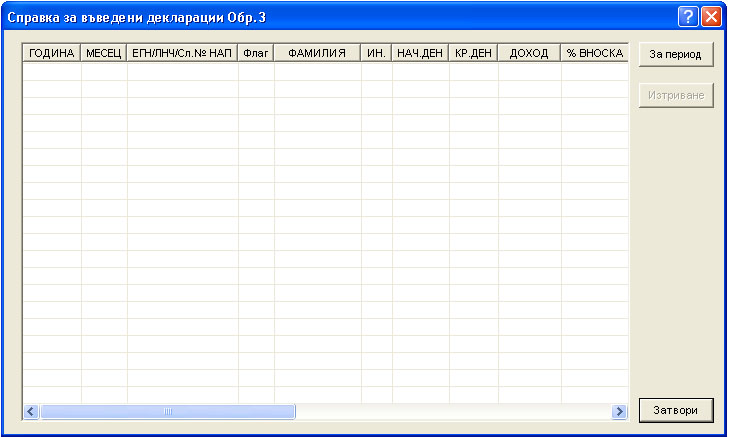 Справка за въведени декларации Обр. 3
ГОДИНА МЕСЕЦ ЕГН/ЛНЧ/Сл.№ НАП Флаг ФАМИЛИЯ ИН. НАЧ.ДЕН КР.ДЕН ДОХОД % ВНОСКА
За период
Изтриване
Затвори